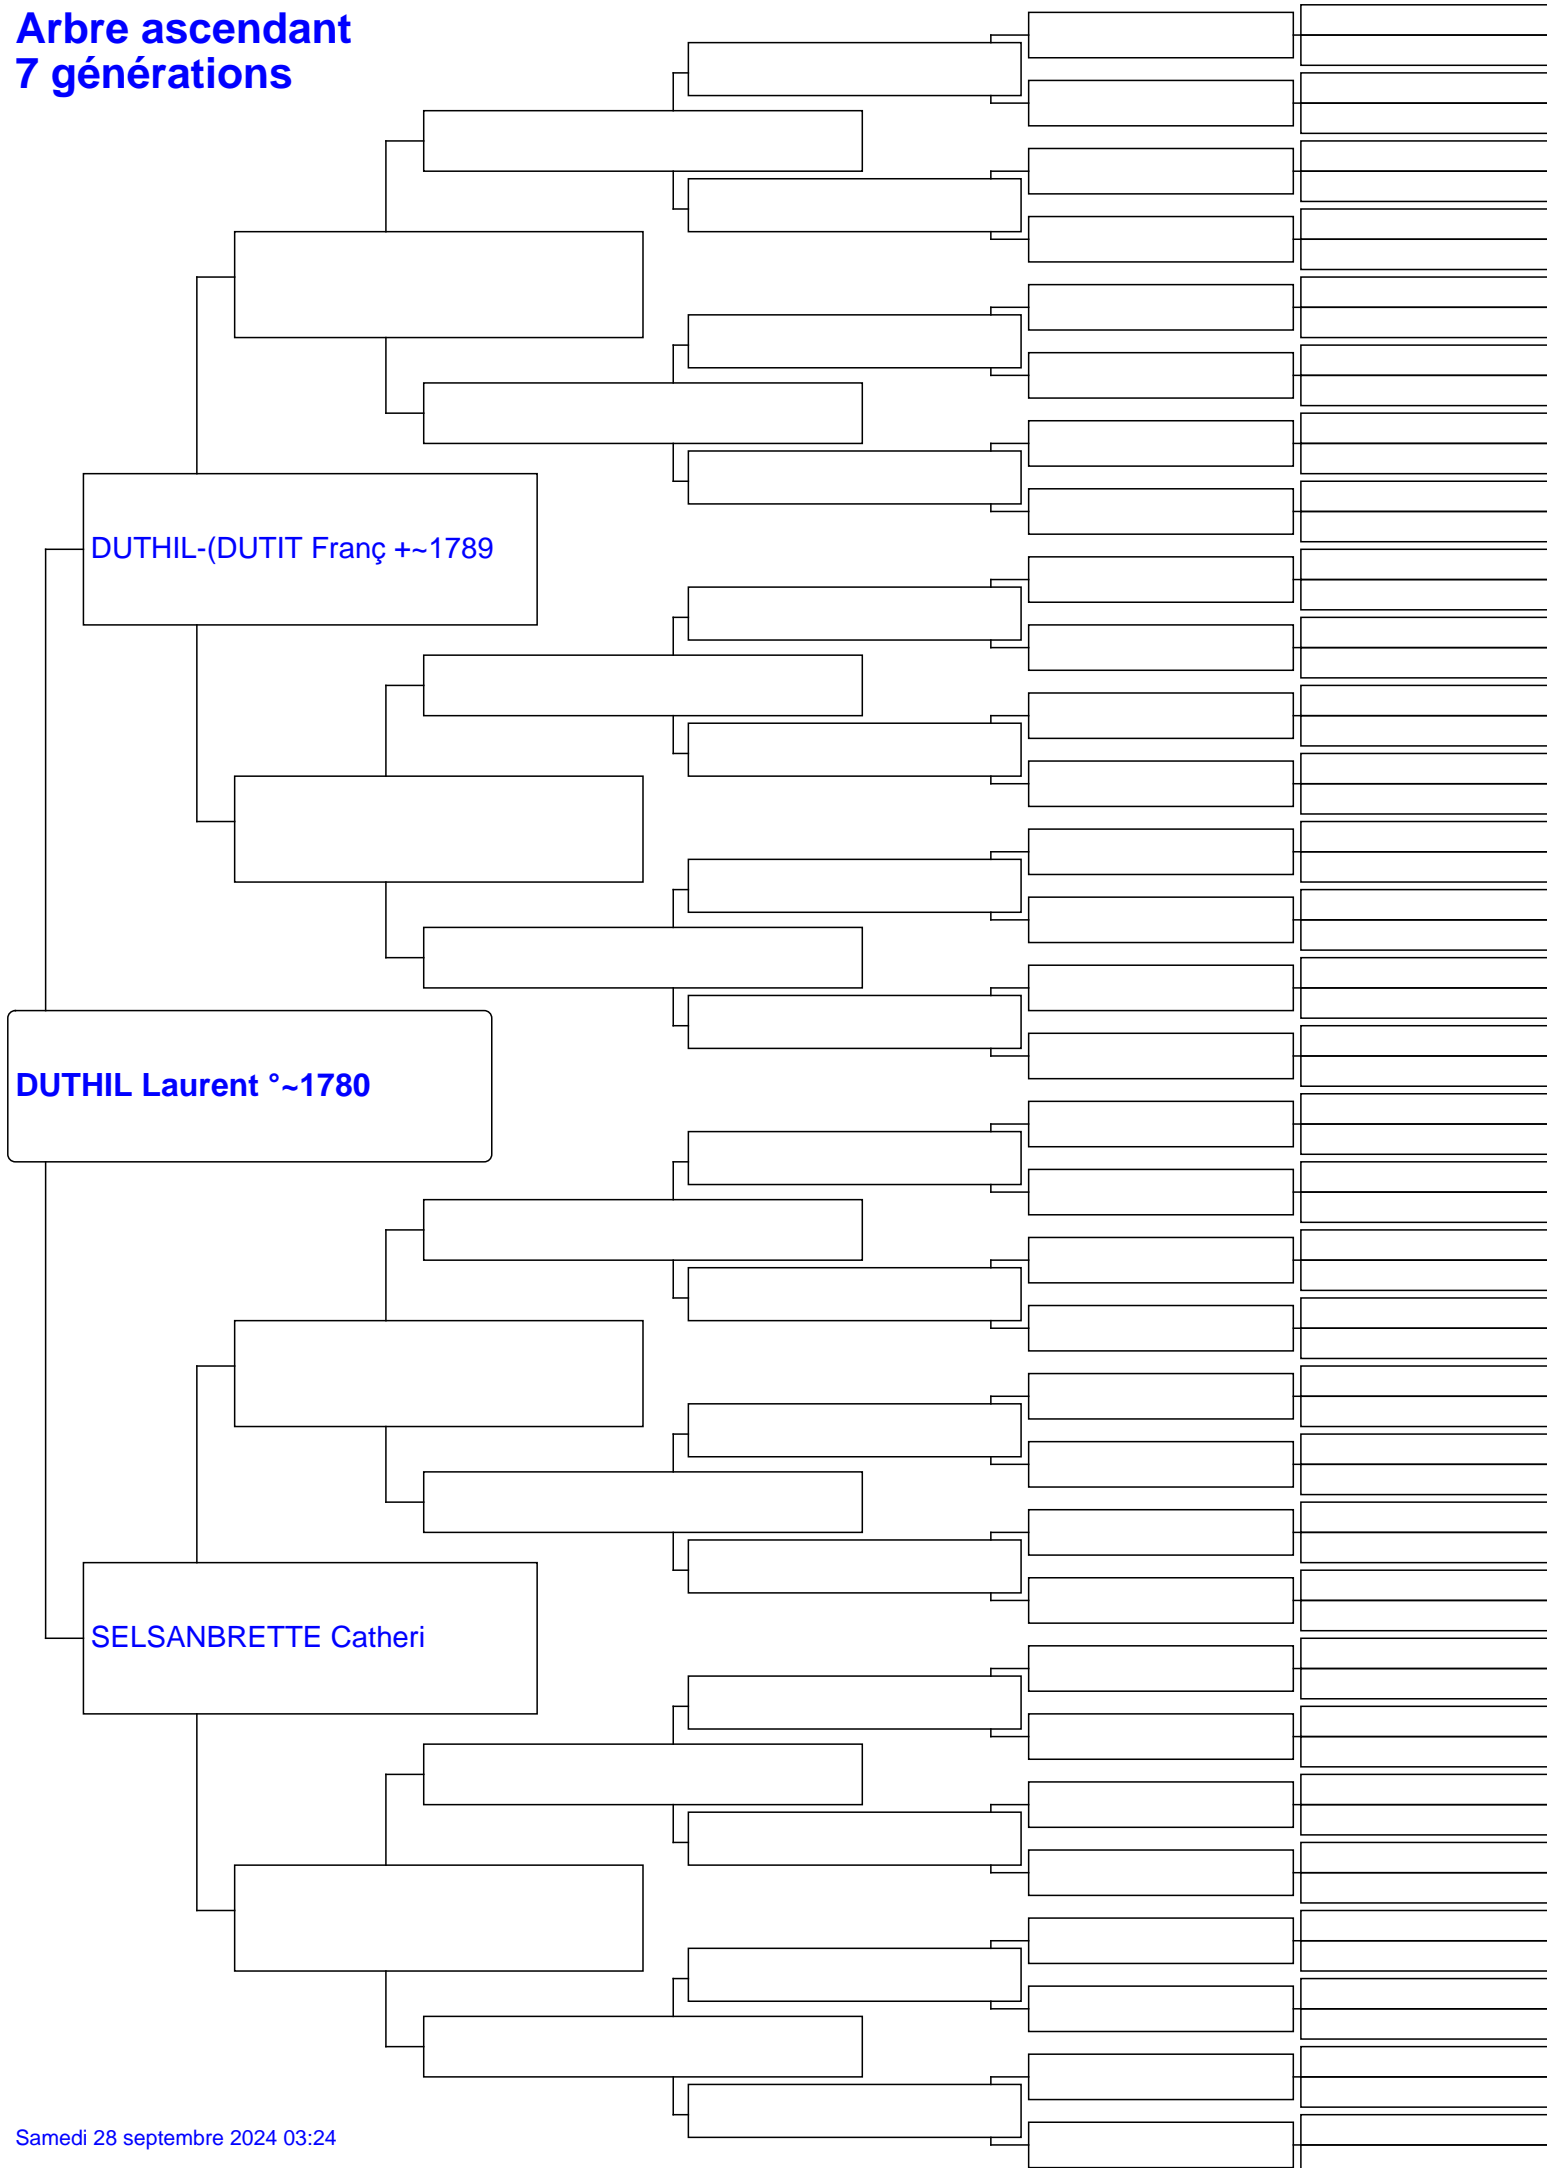 Arbre ascendant
7 générations
DUTHIL-(DUTIT Franç +~1789
DUTHIL Laurent °~1780
SELSANBRETTE Catheri
Samedi 28 septembre 2024 03:24